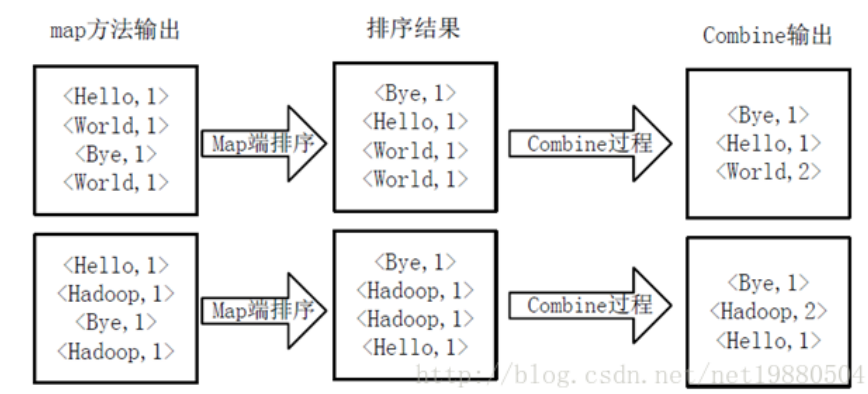 map方法输出
排序结果
Combine输出
<Hello,1>
<World,1>
<Bye,1>
<World,1>
Map端排序
<Bye,1>
<Hello,1>
<World,1>
<World,1>
Combine过程
<Bye,1>
<Hello,1>
<World,2>
<Hello,1>
<Hadoop,1>
<Bye,1>
<Hadoop,1>
Map端排序
<Bye,1>
<Hadoop,1>
<Hadoop,1>
<Hello,1>
Combine过程
<Bye,1>
<Hadoop,2>
<Hello,1>
http://blog.csdn.net/net19880504